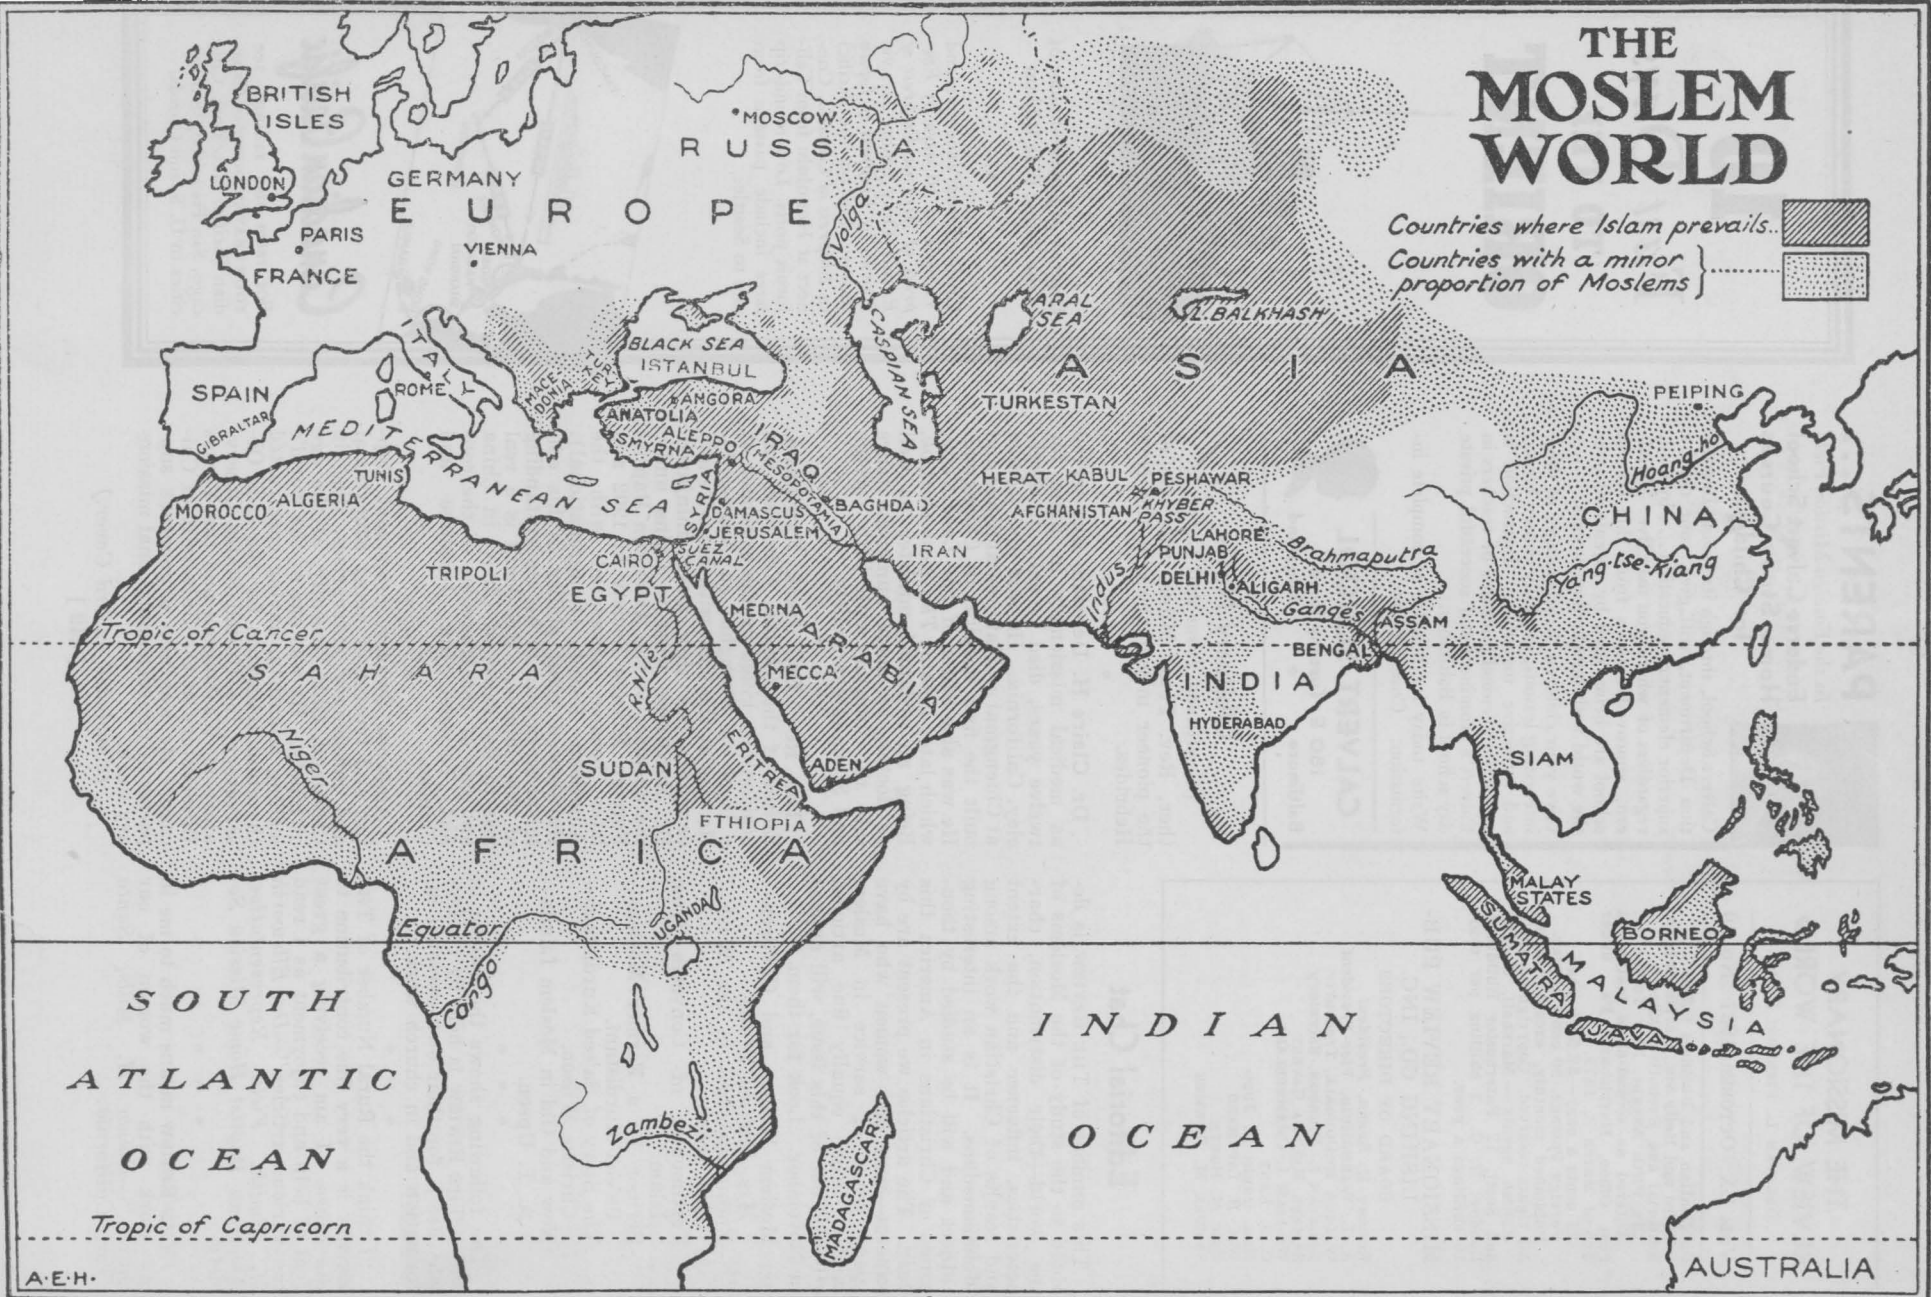 THE
MOSLEM
WORLD
Countries where Islam prevails..
Countries with a minor
proportion of Moslems
BRITISH
ISLES
LONDON
GERMANY
EUROPE
PARIS
FRANCE
VIENNA
MOSCOW
RUSSIA
Volga
SPAIN
GIBRALTAR
ITALY
ROME
MEDITERRANEAN SEA
MACE
DONIA
BLACK SEA
ISTANBUL
ANGORA
ANATOLIA
SMYRNA
ALEPPO
IRAQ
(MESOPOTAMIA)
BAGHDAD
SYRIA
DAMASCUS
JERUSALEM
SUEZ
CANAL
CASPIAN SEA
ARAL
SEA
L. BALKHASH
ASIA
TURKESTAN
HERAT
KABUL
PESHAWAR
AFGHANISTAN
KHYBER
PASS
LAHORE
PUNJAB
DELHI
ALIGARH
Indus
Brahmaputra
Ganges
ASSAM
BENGAL
INDIA
HYDERABAD
IRAN
PEIPING
Hoang-ho
CHINA
Yang-tse-Kiang
SIAM
MALAY
STATES
SUMATRA
BORNEO
MALAYSIA
JAVA
MOROCCO
ALGERIA
TUNIS
TRIPOLI
CAIRO
EGYPT
MEDINA
ARABIA
MECCA
ADEN
Tropic of Cancer
SAHARA
R. Nile
Niger
SUDAN
ERITREA
ETHIOPIA
AFRICA
UGANDA
Equator
Congo
Zambezi
MADAGASCAR
SOUTH
ATLANTIC
OCEAN
INDIAN
OCEAN
Tropic of Capricorn
AUSTRALIA
A.E.H.